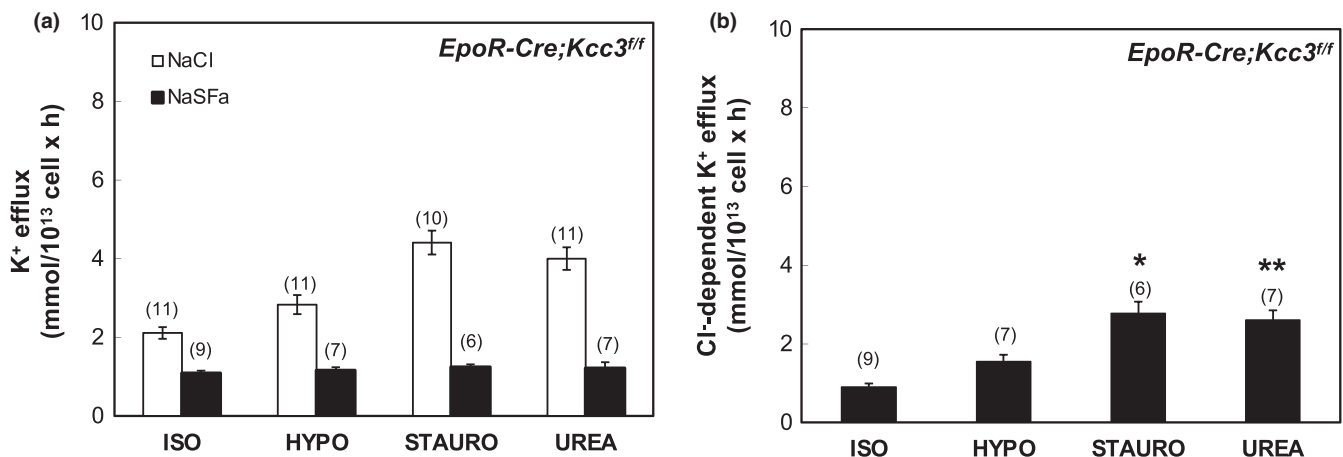 (a)
EpoR-Cre;Kcc3f/f
NaCl
NaSFa
K+ efflux
(mmol/10¹³ cell x h)
10
8
6
4
2
0
(11)
(9)
(11)
(7)
(10)
(6)
(11)
(7)
ISO
HYPO
STAURO
UREA
(b)
EpoR-Cre;Kcc3f/f
Cl⁻-dependent K⁺ efflux
(mmol/10¹³ cell x h)
10
8
6
4
2
0
*
**
(9)
(7)
(6)
(7)
ISO
HYPO
STAURO
UREA